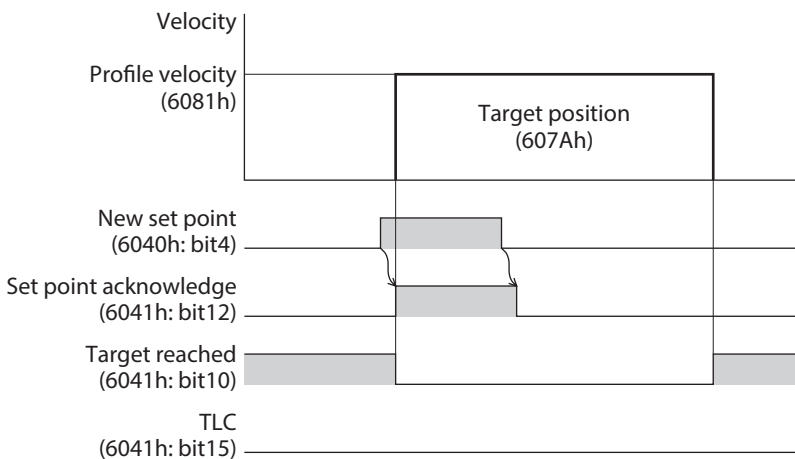 Velocity
Profile velocity
(6081h)
Target position
(607Ah)
New set point
(6040h: bit4)
Set point acknowledge
(6041h: bit12)
Target reached
(6041h: bit10)
TLC
(6041h: bit15)